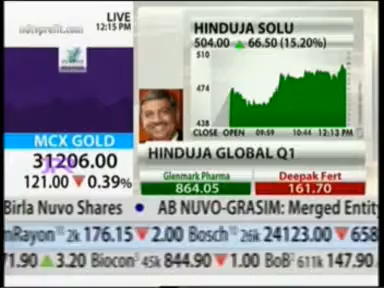 ndtvprofit.com
LIVE
12:15 PM
HINDUJA SOLU
504.00 ▲ 66.50 (15.20%)
510
474
438
CLOSE OPEN 09:59 10:44 12:13 PM
MCX GOLD
31206.00
121.00 ▼ 0.39%
HINDUJA GLOBAL Q1
Glenmark Pharma
864.05
Deepak Fert
161.70
Birla Nuvo Shares • AB NUVO-GRASIM: Merged Entity
mRayon 2k 176.15 ▼ 2.00 Bosch 26k 24123.00 ▼ 658
71.90 ▲ 3.20 Biocon 45k 844.90 ▼ 1.00 BoB 611k 147.90